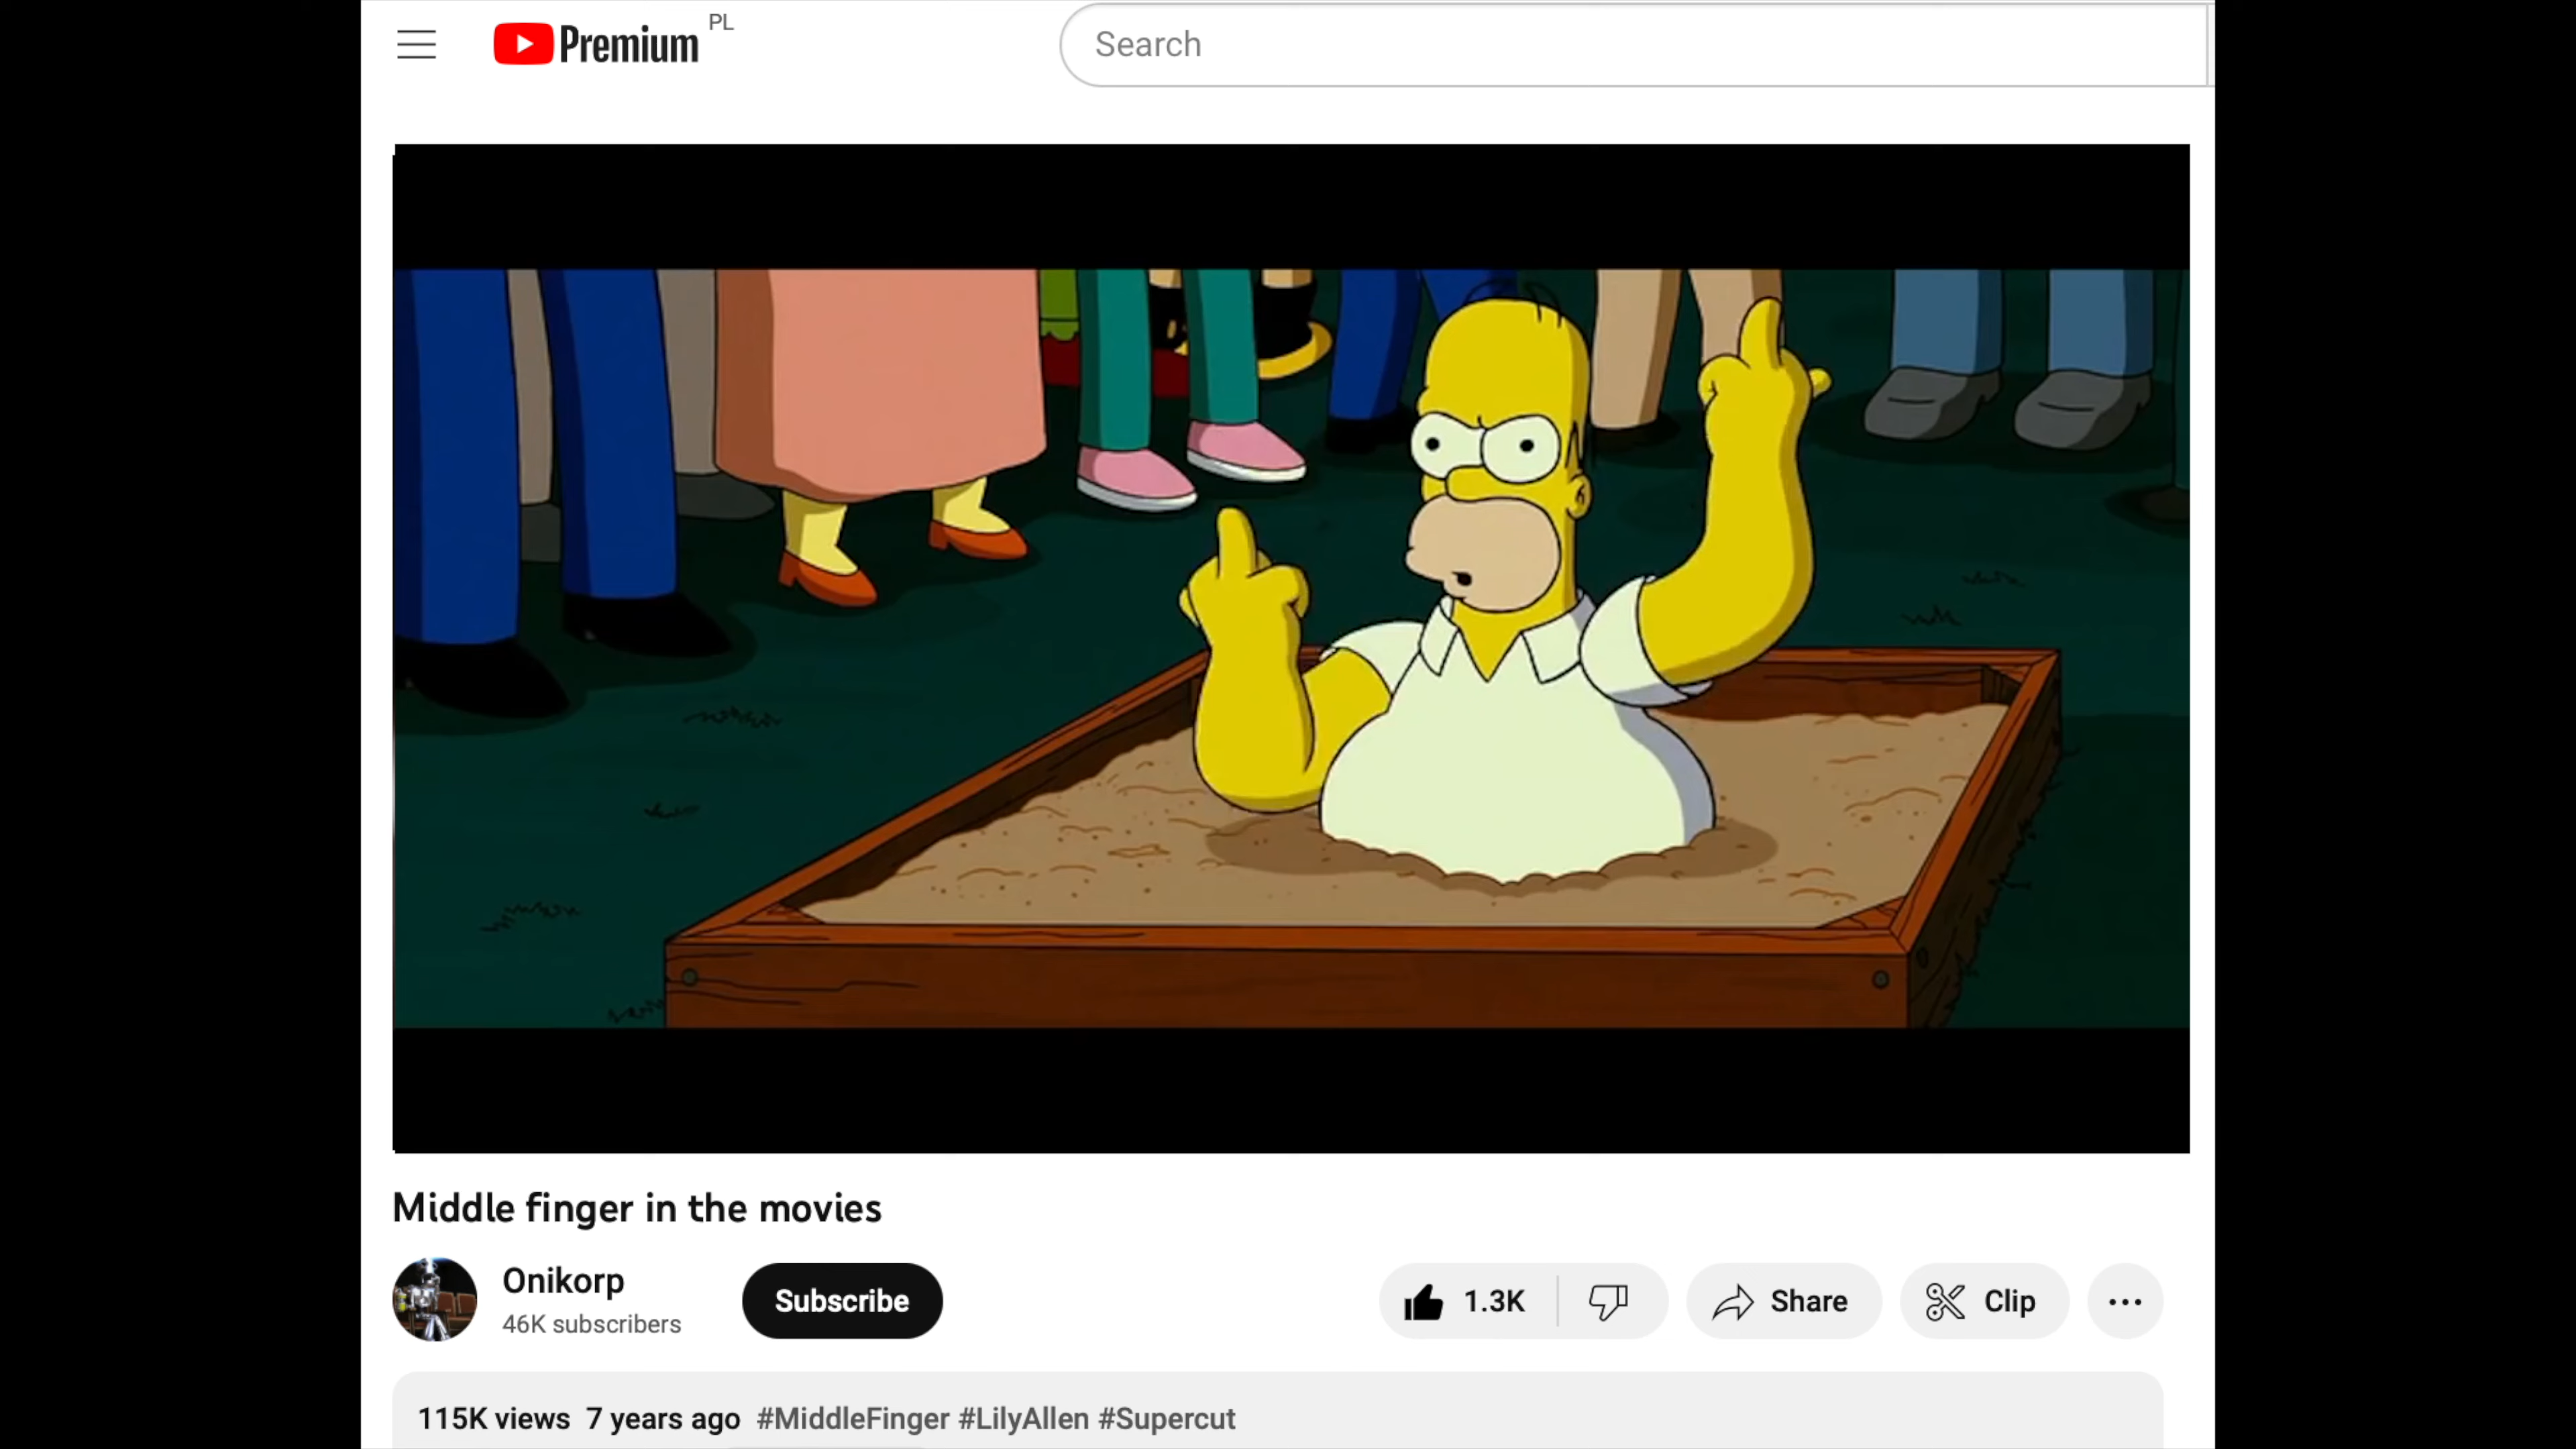 Premium PL
Search
Middle finger in the movies
Onikorp
46K subscribers
Subscribe
1.3K
Share
Clip
115K views 7 years ago #MiddleFinger #LilyAllen #Supercut